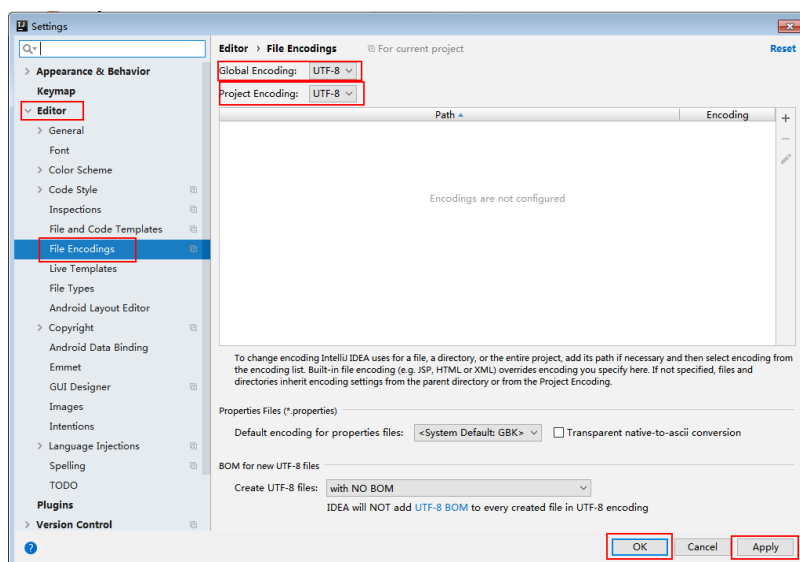 Settings
Appearance & Behavior
Keymap
Editor
General
Font
Color Scheme
Code Style
Inspections
File and Code Templates
File Encodings
Live Templates
File Types
Android Layout Editor
Copyright
Android Data Binding
Emmet
GUI Designer
Images
Intentions
Language Injections
Spelling
TODO
Plugins
Version Control
?
Editor › File Encodings For current project Reset
Global Encoding: UTF-8
Project Encoding: UTF-8
Path Encoding
Encodings are not configured
To change encoding IntelliJ IDEA uses for a file, a directory, or the entire project, add its path if necessary and then select encoding from
the encoding list. Built-in file encoding (e.g. JSP, HTML or XML) overrides encoding you specify here. If not specified, files and
directories inherit encoding settings from the parent directory or from the Project Encoding.
Properties Files (*.properties)
Default encoding for properties files: <System Default: GBK> Transparent native-to-ascii conversion
BOM for new UTF-8 files
Create UTF-8 files: with NO BOM
IDEA will NOT add UTF-8 BOM to every created file in UTF-8 encoding
OK Cancel Apply